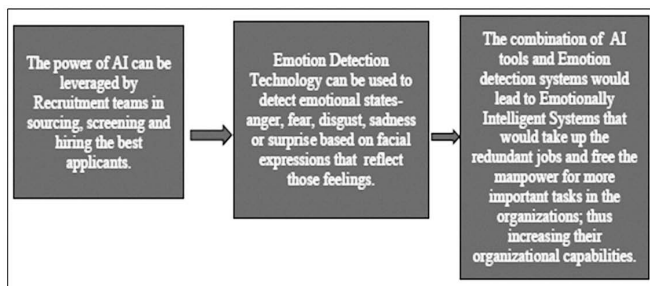 The power of AI can be
leveraged by
Recruitment teams in
sourcing, screening and
hiring the best
applicants.
Emotion Detection
Technology can be used to
detect emotional states-
anger, fear, disgust, sadness
or surprise based on facial
expressions that reflect
those feelings.
The combination of AI
tools and Emotion
detection systems would
lead to Emotionally
Intelligent Systems that
would take up the
redundant jobs and free the
manpower for more
important tasks in the
organizations; thus
increasing their
organizational capabilities.